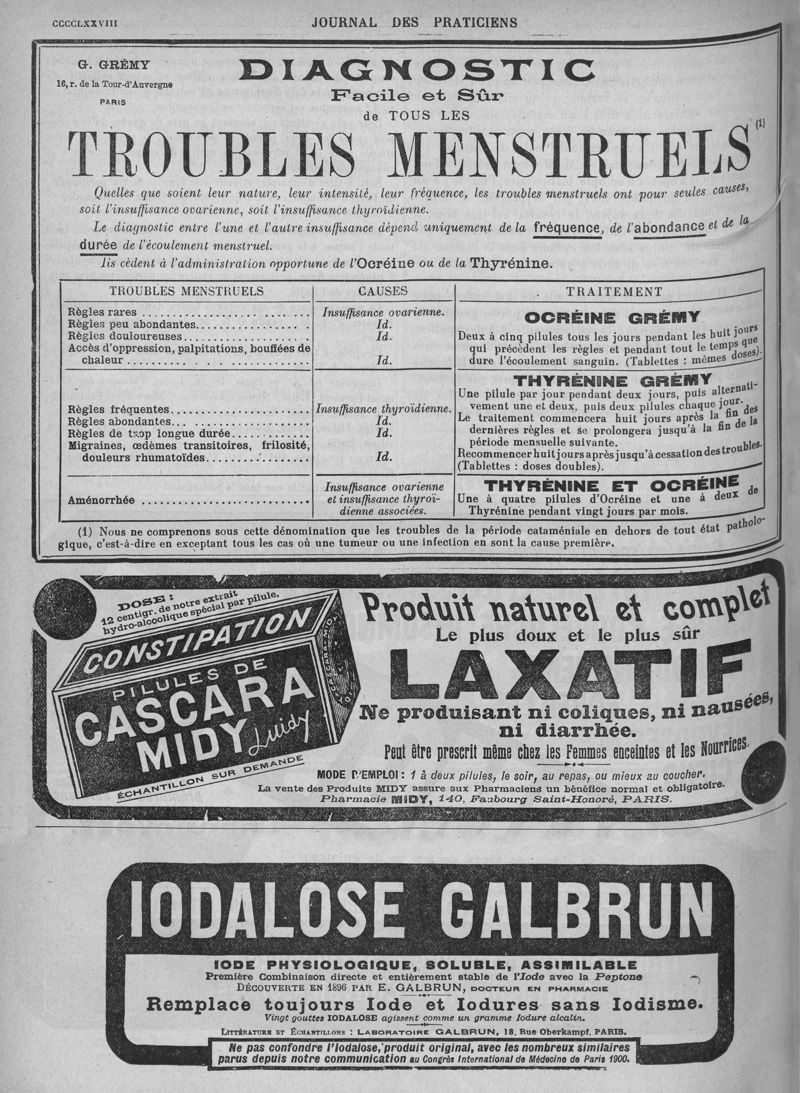 CCCCLXXVIII
JOURNAL DES PRATICIENS
G. GRÉMY
16, r. de la Tour-d'Auvergne
PARIS
DIAGNOSTIC
Facile et Sûr
de TOUS LES
TROUBLES MENSTRUELS (1)
Quelles que soient leur nature, leur intensité, leur fréquence, les troubles menstruels ont pour seules causes,
soit l'insuffisance ovarienne, soit l'insuffisance thyroïdienne.
Le diagnostic entre l'une et l'autre insuffisance dépend uniquement de la fréquence, de l'abondance et de la
durée de l'écoulement menstruel.
Ils cèdent à l'administration opportune de l'Ocréine ou de la Thyrénine.
TROUBLES MENSTRUELS
CAUSES
TRAITEMENT
Règles rares
Règles peu abondantes
Règles douloureuses
Accès d'oppression, palpitations, bouffées de
chaleur
Insuffisance ovarienne.
Id.
Id.
Id.
OCRÉINE GRÉMY
Deux à cinq pilules tous les jours pendant les huit jours
qui précèdent les règles et pendant tout le temps que
dure l'écoulement sanguin. (Tablettes : mêmes doses).
Règles fréquentes
Règles abondantes
Règles de trop longue durée
Migraines, œdèmes transitoires, frilosité,
douleurs rhumatoïdes
Insuffisance thyroïdienne.
Id.
Id.
Id.
THYRÉNINE GRÉMY
Une pilule par jour pendant deux jours, puis alternati-
vement une et deux, puis deux pilules chaque jour.
Le traitement commencera huit jours après la fin des
dernières règles et se prolongera jusqu'à la fin de la
période mensuelle suivante.
Recommencer huit jours après jusqu'à cessation des troubles.
(Tablettes : doses doubles).
Aménorrhée
Insuffisance ovarienne
et insuffisance thyroï-
dienne associées.
THYRÉNINE ET OCRÉINE
Une à quatre pilules d'Ocréine et une à deux de
Thyrénine pendant vingt jours par mois.
(1) Nous ne comprenons sous cette dénomination que les troubles de la période cataméniale en dehors de tout état patholo-
gique, c'est-à-dire en exceptant tous les cas où une tumeur ou une infection en sont la cause première.
DOSE :
12 centigr. de notre extrait
hydro-alcoolique spécial par pilule.
CONSTIPATION
PILULES DE
CASCARA
MIDY
Midy
CASCARA-MIDY
ÉCHANTILLON SUR DEMANDE
Produit naturel et complet
Le plus doux et le plus sûr
LAXATIF
Ne produisant ni coliques, ni nausées,
ni diarrhée.
Peut être prescrit même chez les Femmes enceintes et les Nourrices.
MODE D'EMPLOI : 1 à deux pilules, le soir, au repas, ou mieux au coucher.
La vente des Produits MIDY assure aux Pharmaciens un bénéfice normal et obligatoire.
Pharmacie MIDY, 140, Faubourg Saint-Honoré, PARIS.
IODALOSE GALBRUN
IODE PHYSIOLOGIQUE, SOLUBLE, ASSIMILABLE
Première Combinaison directe et entièrement stable de l'Iode avec la Peptone
DÉCOUVERTE EN 1896 PAR E. GALBRUN, DOCTEUR EN PHARMACIE
Remplace toujours Iode et Iodures sans Iodisme.
Vingt gouttes IODALOSE agissent comme un gramme Iodure alcalin.
LITTÉRATURE ET ÉCHANTILLONS : LABORATOIRE GALBRUN, 18, Rue Oberkampf, PARIS.
Ne pas confondre l'Iodalose, produit original, avec les nombreux similaires
parus depuis notre communication au Congrès International de Médecine de Paris 1900.